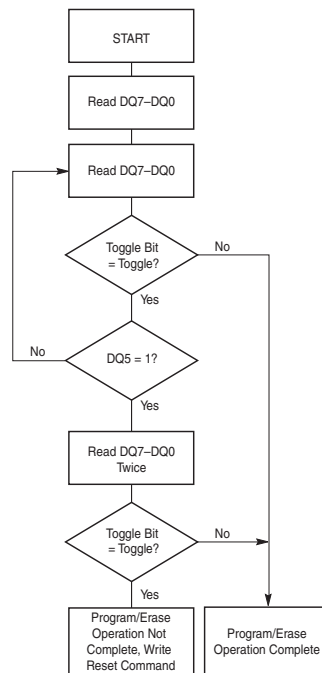 START
Read DQ7–DQ0
Read DQ7–DQ0
Toggle Bit
= Toggle?
No
Yes
No
DQ5 = 1?
Yes
Read DQ7–DQ0
Twice
Toggle Bit
= Toggle?
No
Yes
Program/Erase
Operation Not
Complete, Write
Reset Command
Program/Erase
Operation Complete